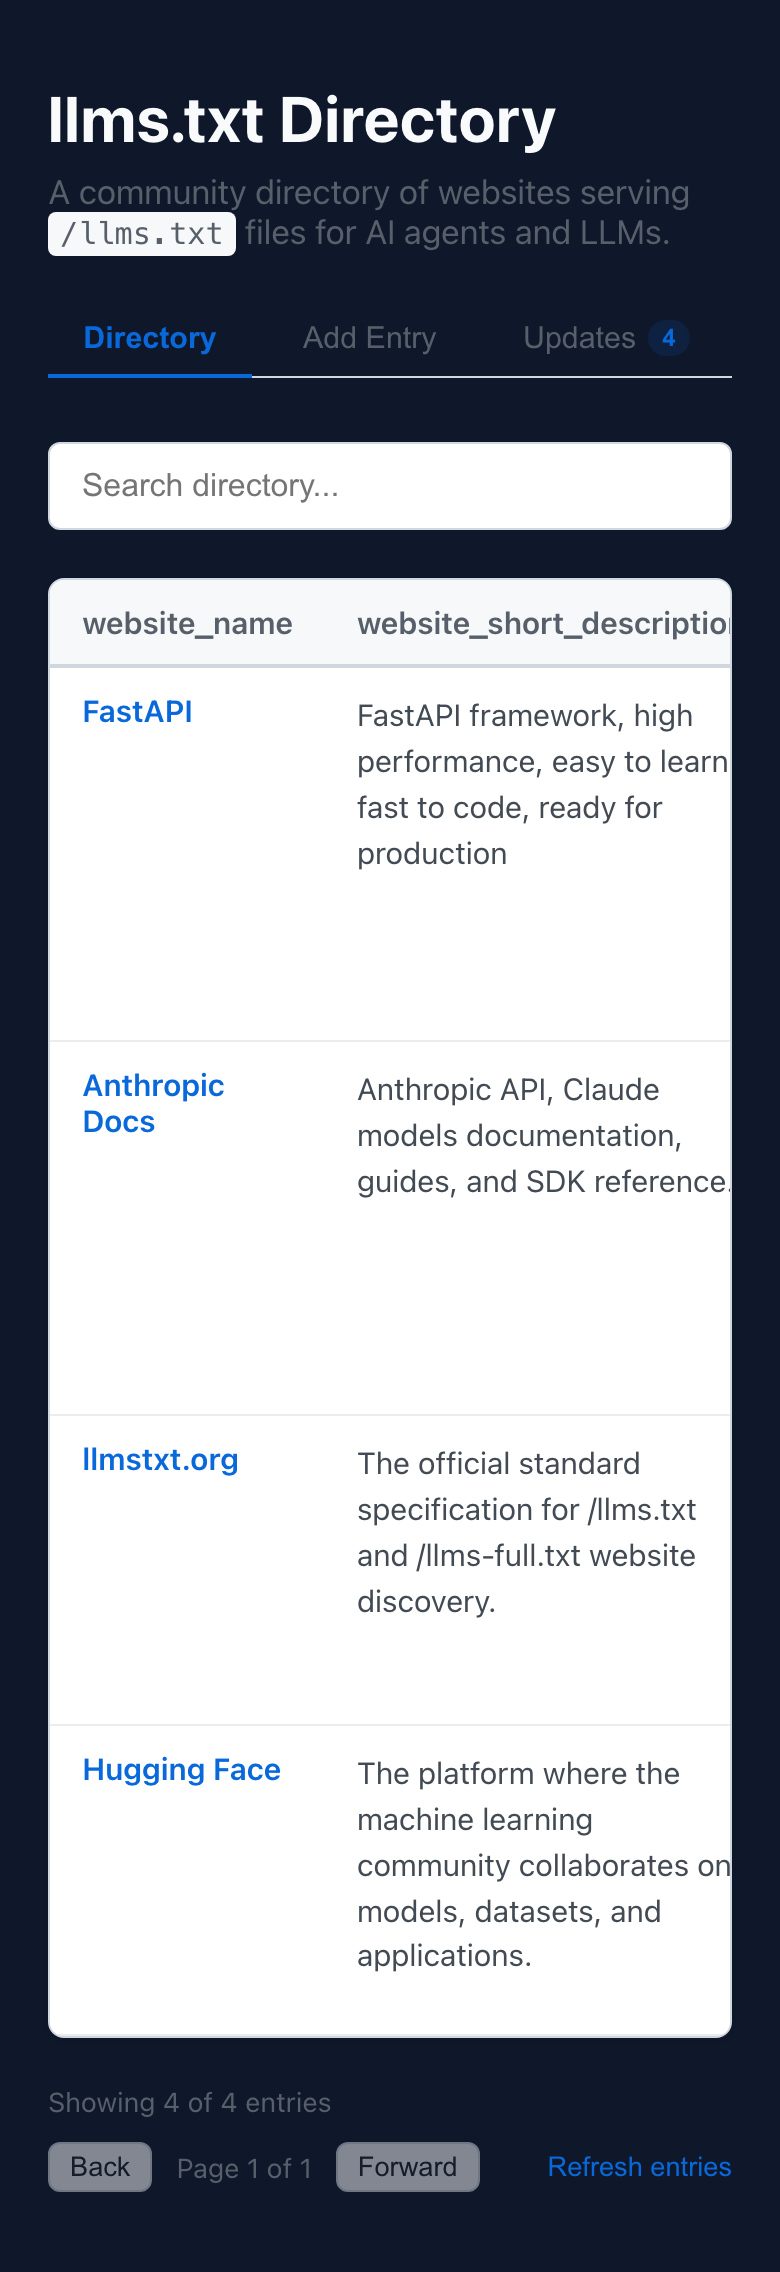 llms.txt Directory
A community directory of websites serving
/llms.txt files for AI agents and LLMs.
Directory Add Entry Updates 4
Search directory...
website_name website_short_description
FastAPI
FastAPI framework, high
performance, easy to learn
fast to code, ready for
production
Anthropic
Docs
Anthropic API, Claude
models documentation,
guides, and SDK reference.
llmstxt.org
The official standard
specification for /llms.txt
and /llms-full.txt website
discovery.
Hugging Face
The platform where the
machine learning
community collaborates on
models, datasets, and
applications.
Showing 4 of 4 entries
Back Page 1 of 1 Forward Refresh entries